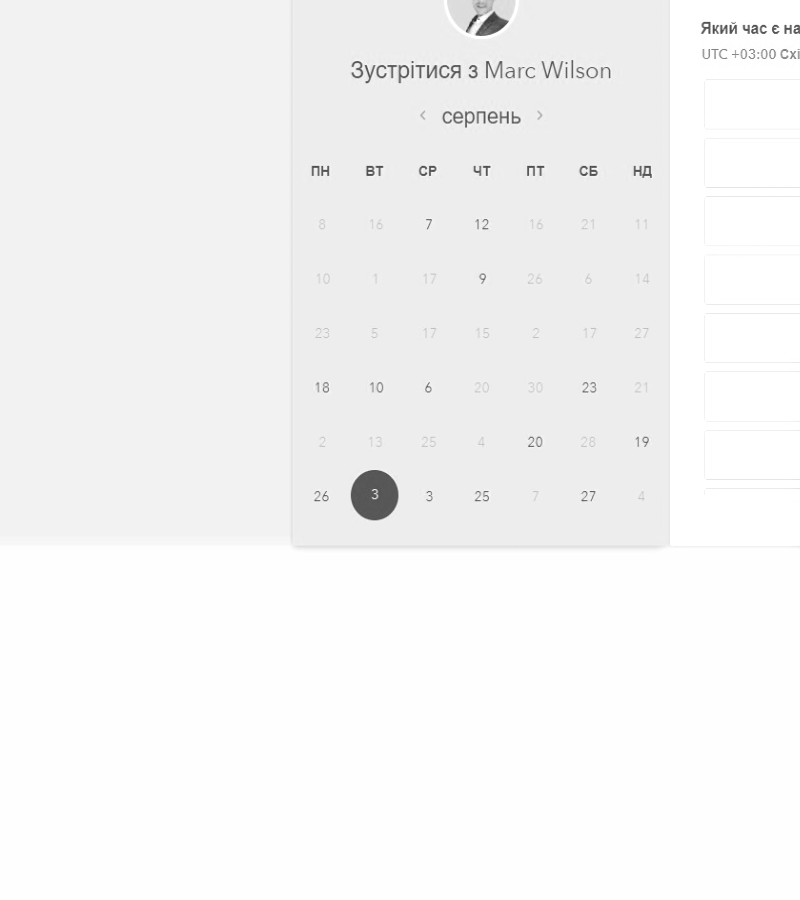 Зустрітися з Marc Wilson
‹ серпень ›
ПН ВТ СР ЧТ ПТ СБ НД
8 16 7 12 16 21 11
10 1 17 9 26 6 14
23 5 17 15 2 17 27
18 10 6 20 30 23 21
2 13 25 4 20 28 19
26 3 3 25 7 27 4
Який час є на
UTC +03:00 Схі